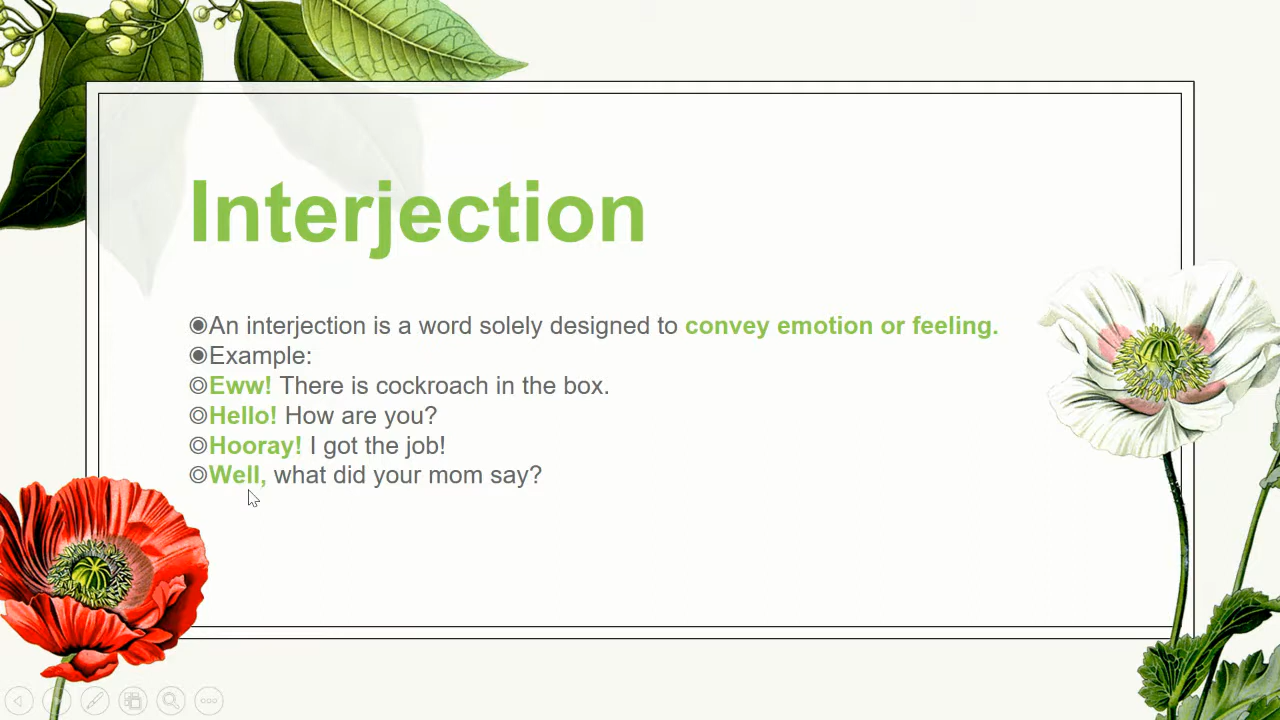 Interjection
◉An interjection is a word solely designed to convey emotion or feeling.
◉Example:
◎Eww! There is cockroach in the box.
◎Hello! How are you?
◎Hooray! I got the job!
◎Well, what did your mom say?